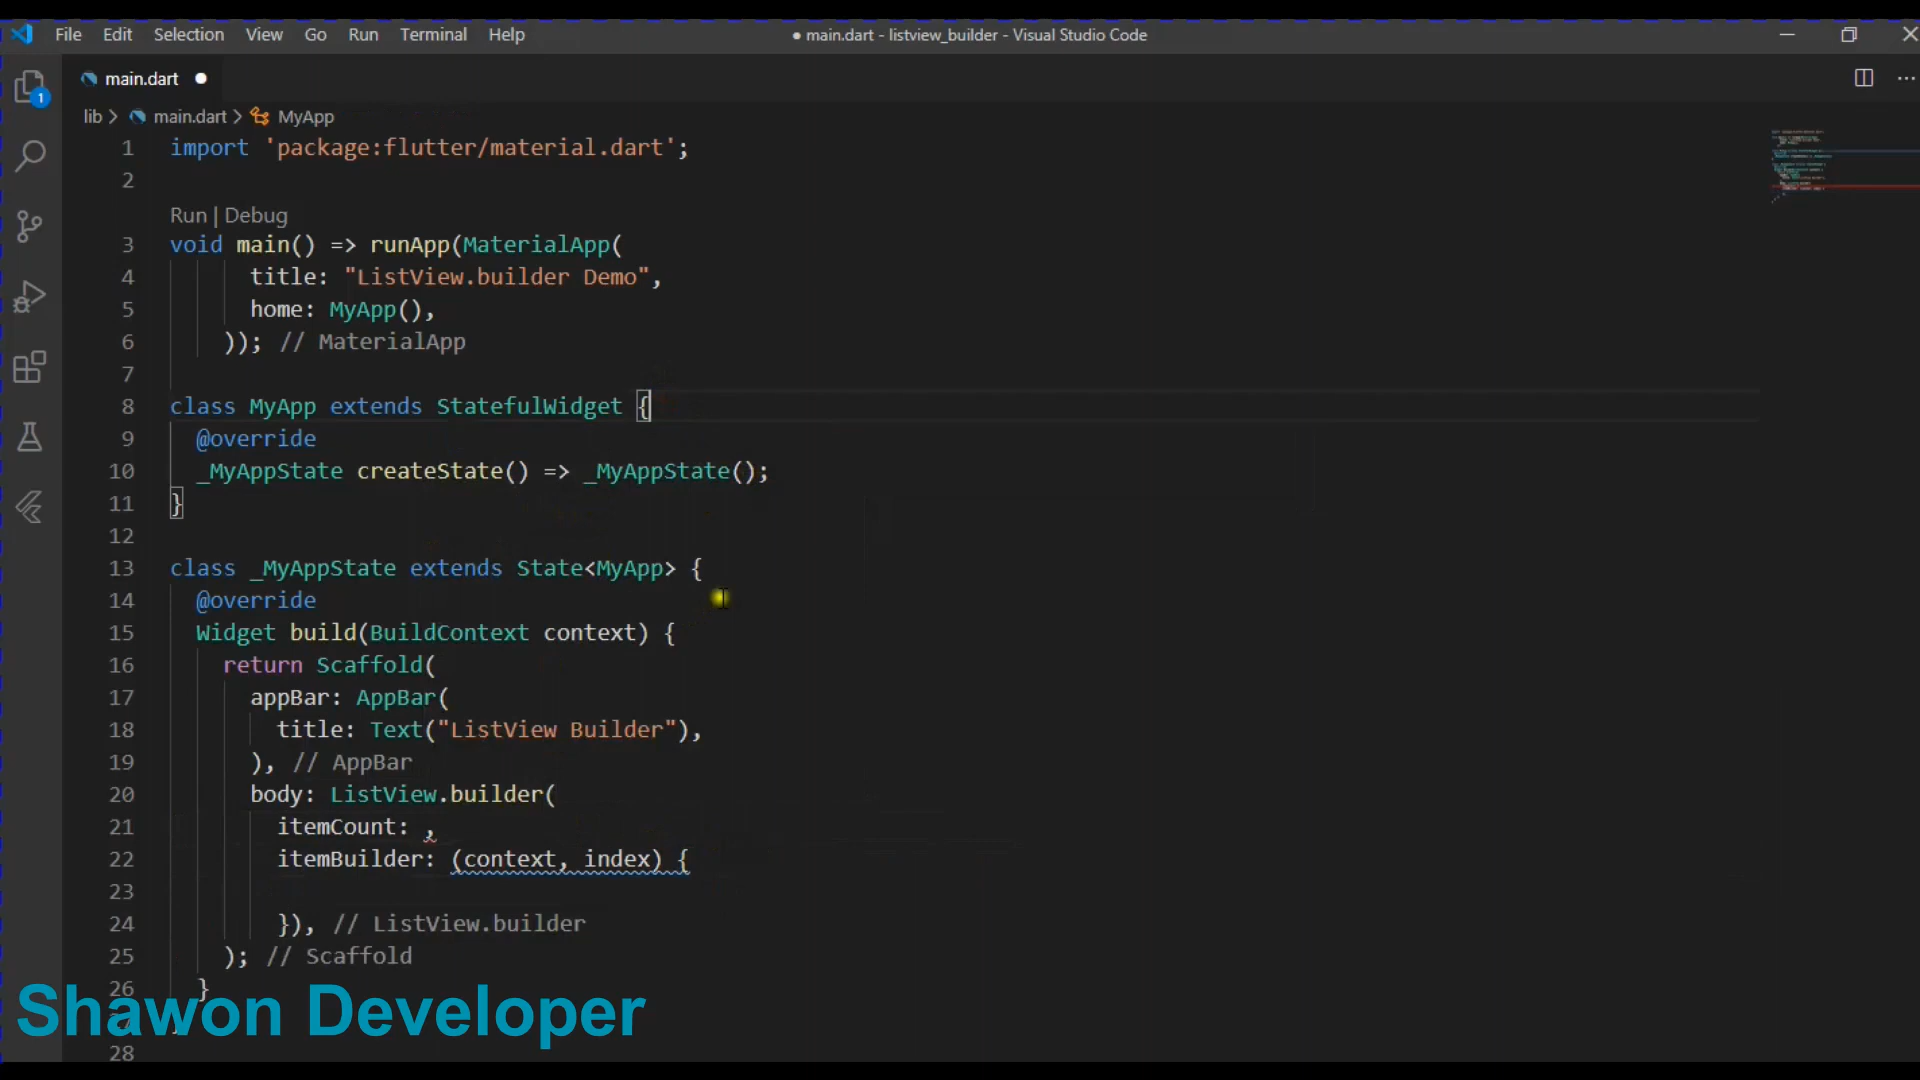 File Edit Selection View Go Run Terminal Help ● main.dart - listview_builder - Visual Studio Code
main.dart ●
1
lib > main.dart > MyApp
1 import 'package:flutter/material.dart';
2
Run | Debug
3 void main() => runApp(MaterialApp(
4 title: "ListView.builder Demo",
5 home: MyApp(),
6 )); // MaterialApp
7
8 class MyApp extends StatefulWidget {
9 @override
10 _MyAppState createState() => _MyAppState();
11 }
12
13 class _MyAppState extends State<MyApp> {
14 @override
15 Widget build(BuildContext context) {
16 return Scaffold(
17 appBar: AppBar(
18 title: Text("ListView Builder"),
19 ), // AppBar
20 body: ListView.builder(
21 itemCount: ,
22 itemBuilder: (context, index) {
23
24 }), // ListView.builder
25 ); // Scaffold
26 }
Shawon Developer
28